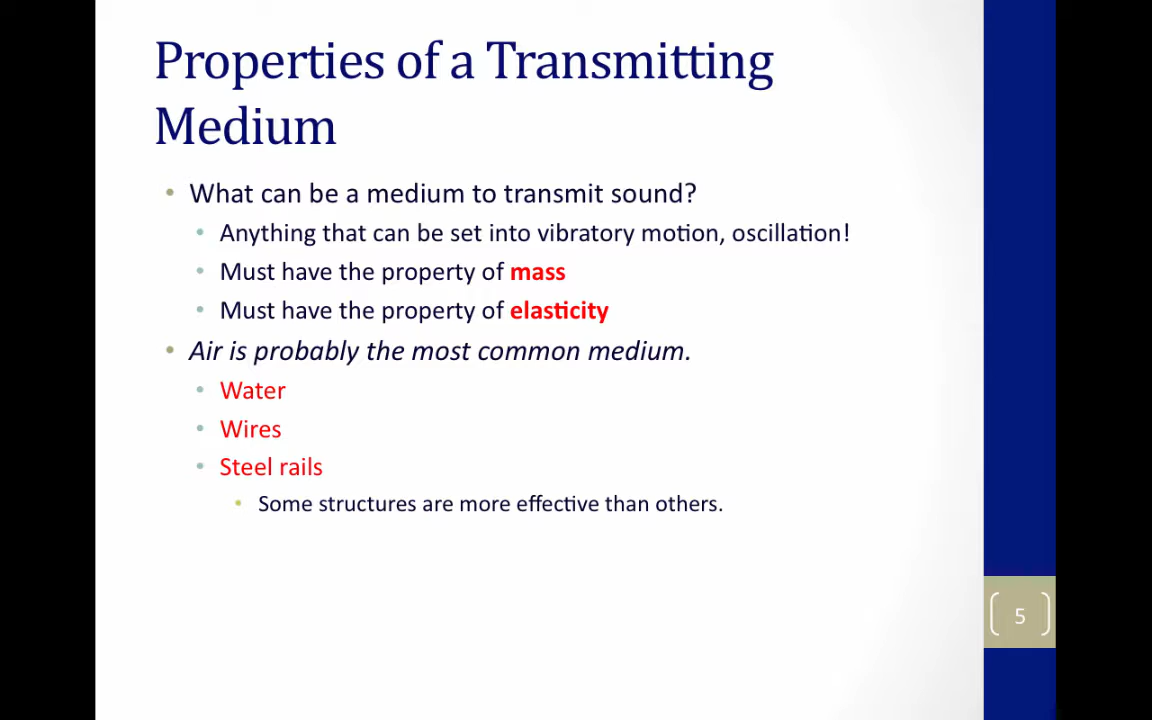 Properties of a Transmitting
Medium
• What can be a medium to transmit sound?
• Anything that can be set into vibratory motion, oscillation!
• Must have the property of mass
• Must have the property of elasticity
• Air is probably the most common medium.
• Water
• Wires
• Steel rails
• Some structures are more effective than others.
5